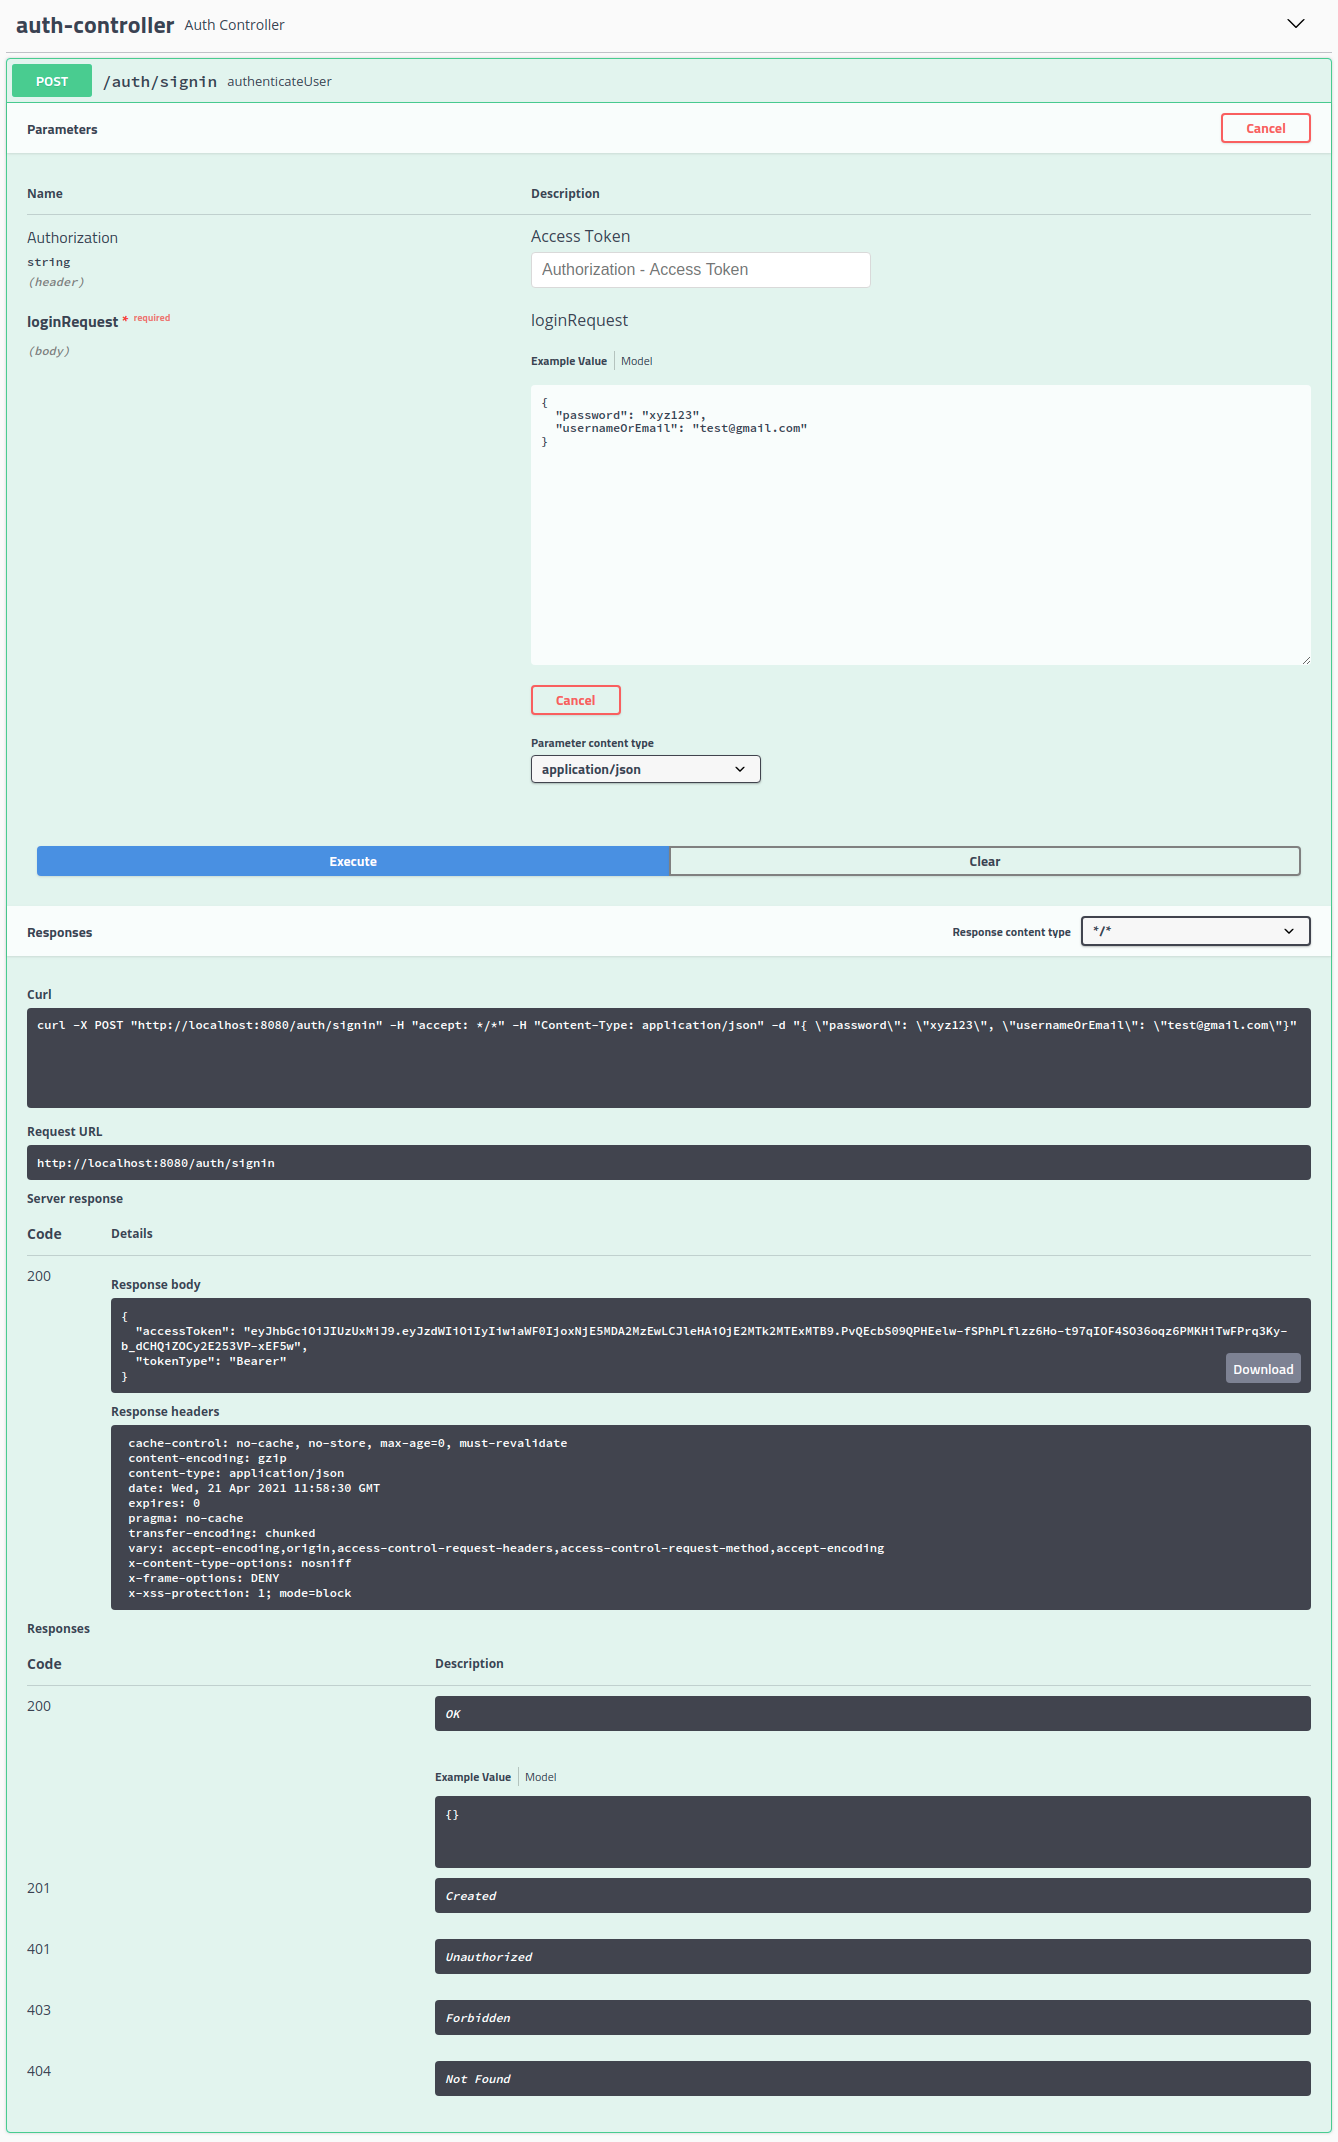 auth-controller Auth Controller
POST /auth/signin authenticateUser
Parameters Cancel
Name Description
Authorization Access Token
string
(header)
Authorization - Access Token
loginRequest * required loginRequest
(body)
Example Value Model
{
"password": "xyz123",
"usernameOrEmail": "test@gmail.com"
}
Cancel
Parameter content type
application/json
Execute Clear
Responses Response content type */*
Curl
curl -X POST "http://localhost:8080/auth/signin" -H "accept: */*" -H "Content-Type: application/json" -d "{ \"password\": \"xyz123\", \"usernameOrEmail\": \"test@gmail.com\"}"
Request URL
http://localhost:8080/auth/signin
Server response
Code Details
200
Response body
{
"accessToken": "eyJhbGciOiJIUzUxMiJ9.eyJzdWIiOiIyIiwiaWF0IjoxNjE5MDA2MzEwLCJleHAiOjE2MTk2MTExMTB9.PvQEcbS09QPHEelw-fSPhPLflzz6Ho-t97qIOF4SO36oqz6PMKHiTwFPrq3Ky-
b_dCHQiZOCy2E253VP-xEF5w",
"tokenType": "Bearer"
}
Download
Response headers
cache-control: no-cache, no-store, max-age=0, must-revalidate
content-encoding: gzip
content-type: application/json
date: Wed, 21 Apr 2021 11:58:30 GMT
expires: 0
pragma: no-cache
transfer-encoding: chunked
vary: accept-encoding,origin,access-control-request-headers,access-control-request-method,accept-encoding
x-content-type-options: nosniff
x-frame-options: DENY
x-xss-protection: 1; mode=block
Responses
Code Description
200 OK
Example Value Model
{}
201 Created
401 Unauthorized
403 Forbidden
404 Not Found